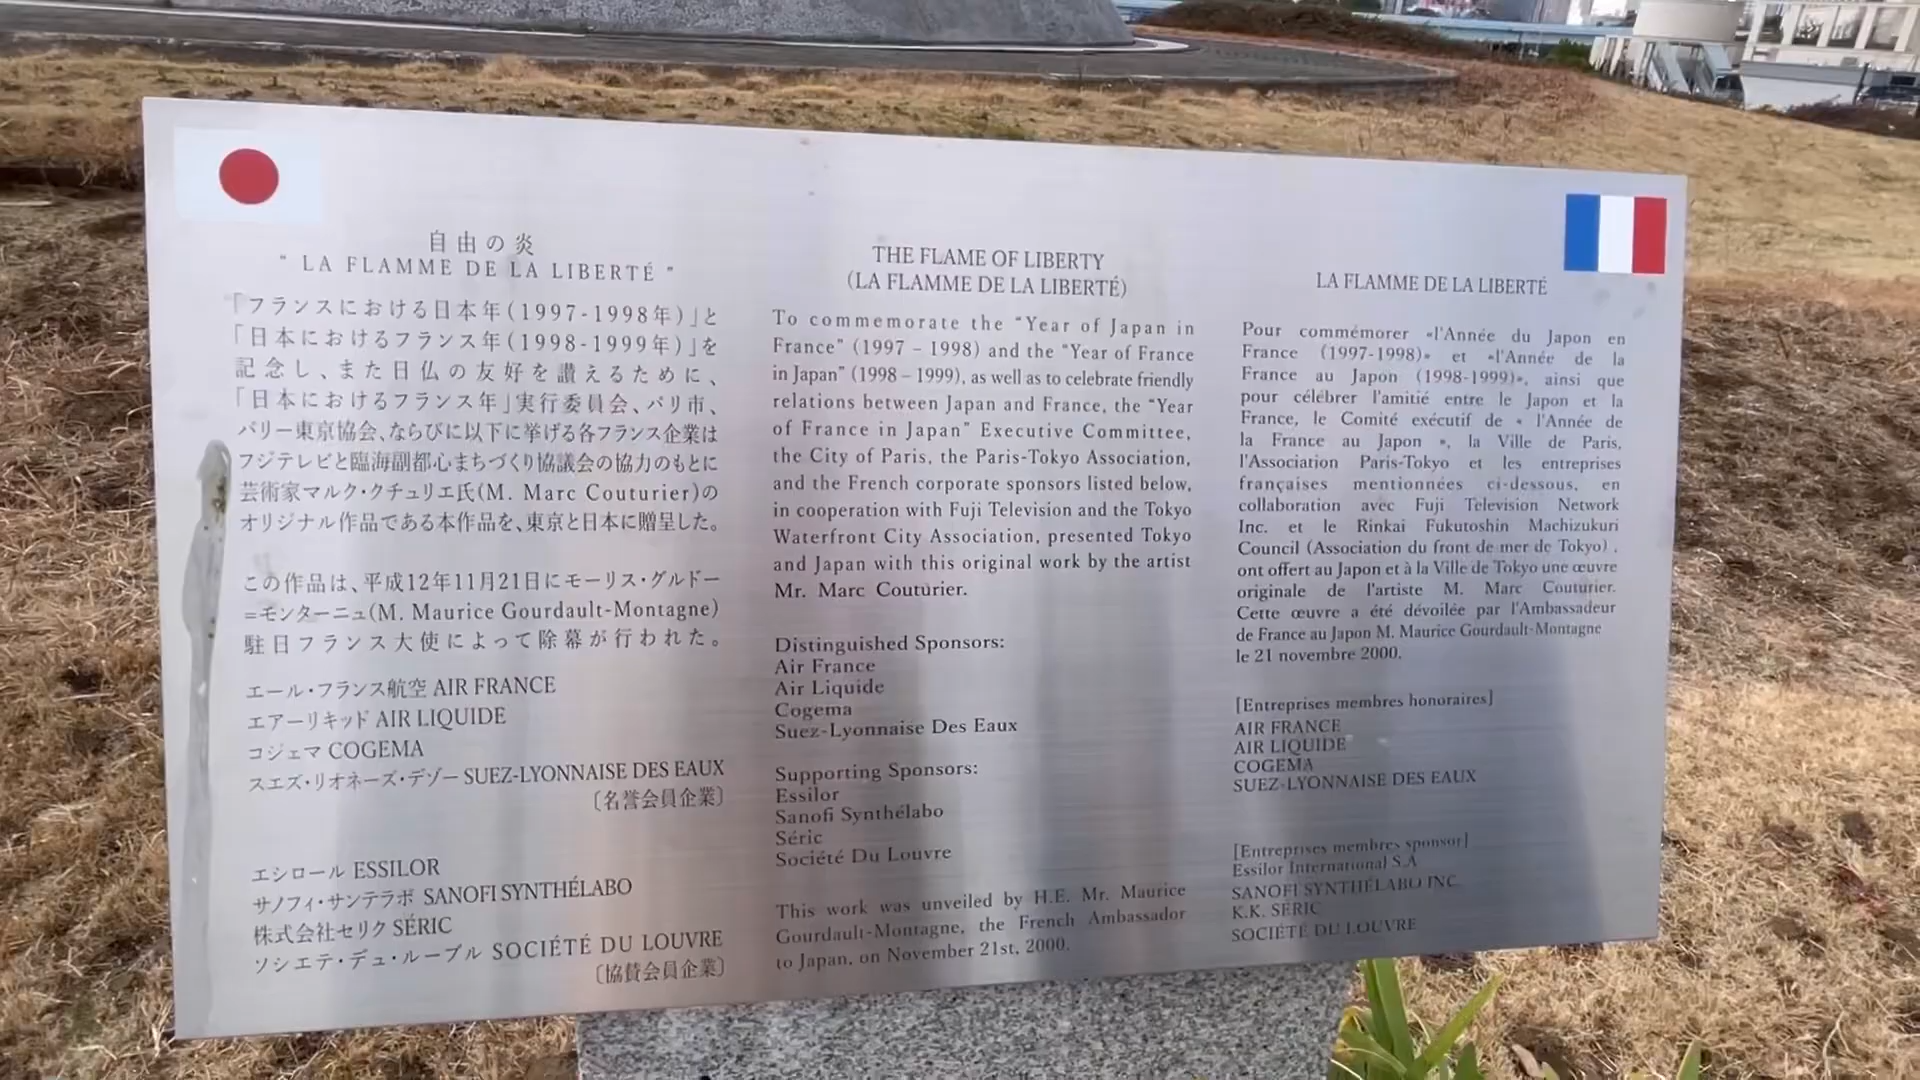 自由の炎
" LA FLAMME DE LA LIBERTÉ "
「フランスにおける日本年(1997-1998年)」と
「日本におけるフランス年(1998-1999年)」を
記念し、また日仏の友好を讃えるために、
「日本におけるフランス年」実行委員会、パリ市、
パリー東京協会、ならびに以下に挙げる各フランス企業は
フジテレビと臨海副都心まちづくり協議会の協力のもとに
芸術家マルク・クチュリエ氏(M. Marc Couturier)の
オリジナル作品である本作品を、東京と日本に贈呈した。
この作品は、平成12年11月21日にモーリス・グルドー
=モンターニュ(M. Maurice Gourdault-Montagne)
駐日フランス大使によって除幕が行われた。
エール・フランス航空 AIR FRANCE
エアーリキッド AIR LIQUIDE
コジェマ COGEMA
スエズ・リオネーズ・デゾー SUEZ-LYONNAISE DES EAUX
〔名誉会員企業〕
エシロール ESSILOR
サノフィ・サンテラボ SANOFI SYNTHÉLABO
株式会社セリク SÉRIC
ソシエテ・デュ・ルーブル SOCIÉTÉ DU LOUVRE
〔協賛会員企業〕
THE FLAME OF LIBERTY
(LA FLAMME DE LA LIBERTÉ)
To commemorate the "Year of Japan in
France" (1997 – 1998) and the "Year of France
in Japan" (1998 – 1999), as well as to celebrate friendly
relations between Japan and France, the "Year
of France in Japan" Executive Committee,
the City of Paris, the Paris-Tokyo Association,
and the French corporate sponsors listed below,
in cooperation with Fuji Television and the Tokyo
Waterfront City Association, presented Tokyo
and Japan with this original work by the artist
Mr. Marc Couturier.
Distinguished Sponsors:
Air France
Air Liquide
Cogema
Suez-Lyonnaise Des Eaux
Supporting Sponsors:
Essilor
Sanofi Synthélabo
Séric
Société Du Louvre
This work was unveiled by H.E. Mr. Maurice
Gourdault-Montagne, the French Ambassador
to Japan, on November 21st, 2000.
LA FLAMME DE LA LIBERTÉ
Pour commémorer «l'Année du Japon en
France (1997-1998)» et «l'Année de la
France au Japon (1998-1999)», ainsi que
pour célébrer l'amitié entre le Japon et la
France, le Comité exécutif de « l'Année de
la France au Japon », la Ville de Paris,
l'Association Paris-Tokyo et les entreprises
françaises mentionnées ci-dessous, en
collaboration avec Fuji Television Network
Inc. et le Rinkai Fukutoshin Machizukuri
Council (Association du front de mer de Tokyo) ,
ont offert au Japon et à la Ville de Tokyo une œuvre
originale de l'artiste M. Marc Couturier.
Cette œuvre a été dévoilée par l'Ambassadeur
de France au Japon M. Maurice Gourdault-Montagne
le 21 novembre 2000.
[Entreprises membres honoraires]
AIR FRANCE
AIR LIQUIDE
COGEMA
SUEZ-LYONNAISE DES EAUX
[Entreprises membres sponsor]
Essilor International S.A
SANOFI SYNTHÉLABO INC.
K.K. SÉRIC
SOCIÉTÉ DU LOUVRE